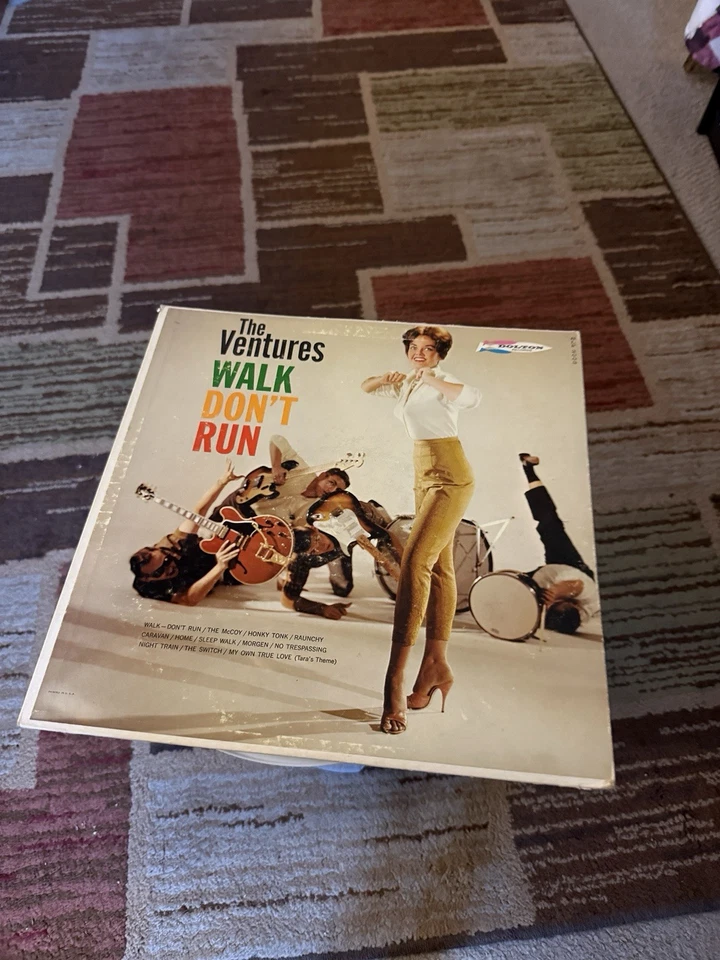 The
Ventures
WALK
DON'T
RUN
DOLTON
WALK—DON'T RUN / THE McCOY / HONKY TONK / RAUNCHY
CARAVAN / HOME / SLEEP WALK / MORGEN / NO TRESPASSING
NIGHT TRAIN / THE SWITCH / MY OWN TRUE LOVE (Tara's Theme)